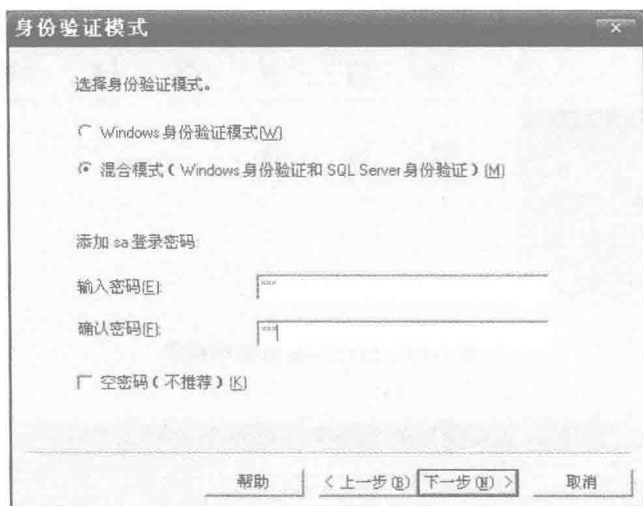 身份验证模式
选择身份验证模式。
Windows 身份验证模式(W)
混合模式(Windows 身份验证和 SQL Server 身份验证)(M)
添加 sa 登录密码:
输入密码(E): ***
确认密码(F): ***
空密码(不推荐)(K)
帮助 < 上一步(B) 下一步(N) > 取消